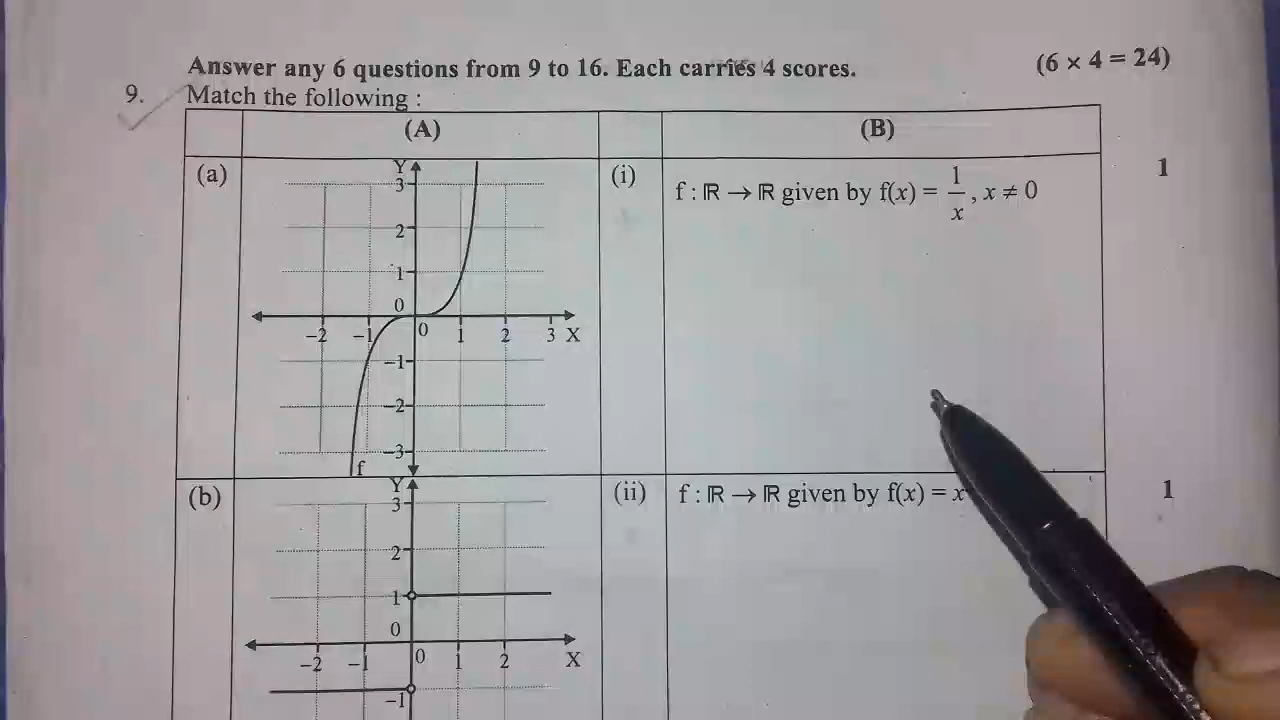 Answer any 6 questions from 9 to 16. Each carries 4 scores. (6 × 4 = 24)
9. Match the following :
(A) (B)
(a) (i) f : ℝ → ℝ given by f(x) = 1/x , x ≠ 0 1
Y
3
2
1
0
–2 –1 0 1 2 3 X
–1
–2
–3
f
(b) (ii) f : ℝ → ℝ given by f(x) = x 1
Y
3
2
1
0
–2 –1 0 1 2 X
–1